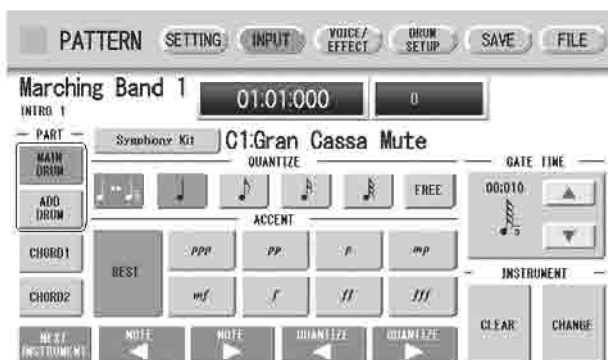 PATTERN SETTING INPUT VOICE/ EFFECT DRUM SETUP SAVE FILE
Marching Band 1 01:01:000 0
INTRO 1
PART Symphony Kit C1:Gran Cassa Mute
MAIN DRUM QUANTIZE GATE TIME
FREE 00:010
ADD DRUM ACCENT
CHORD1 REST ppp pp p mp
INSTRUMENT
CHORD2 mf f ff fff CLEAR CHANGE
NEXT INSTRUMENT NOTE NOTE QUANTIZE QUANTIZE